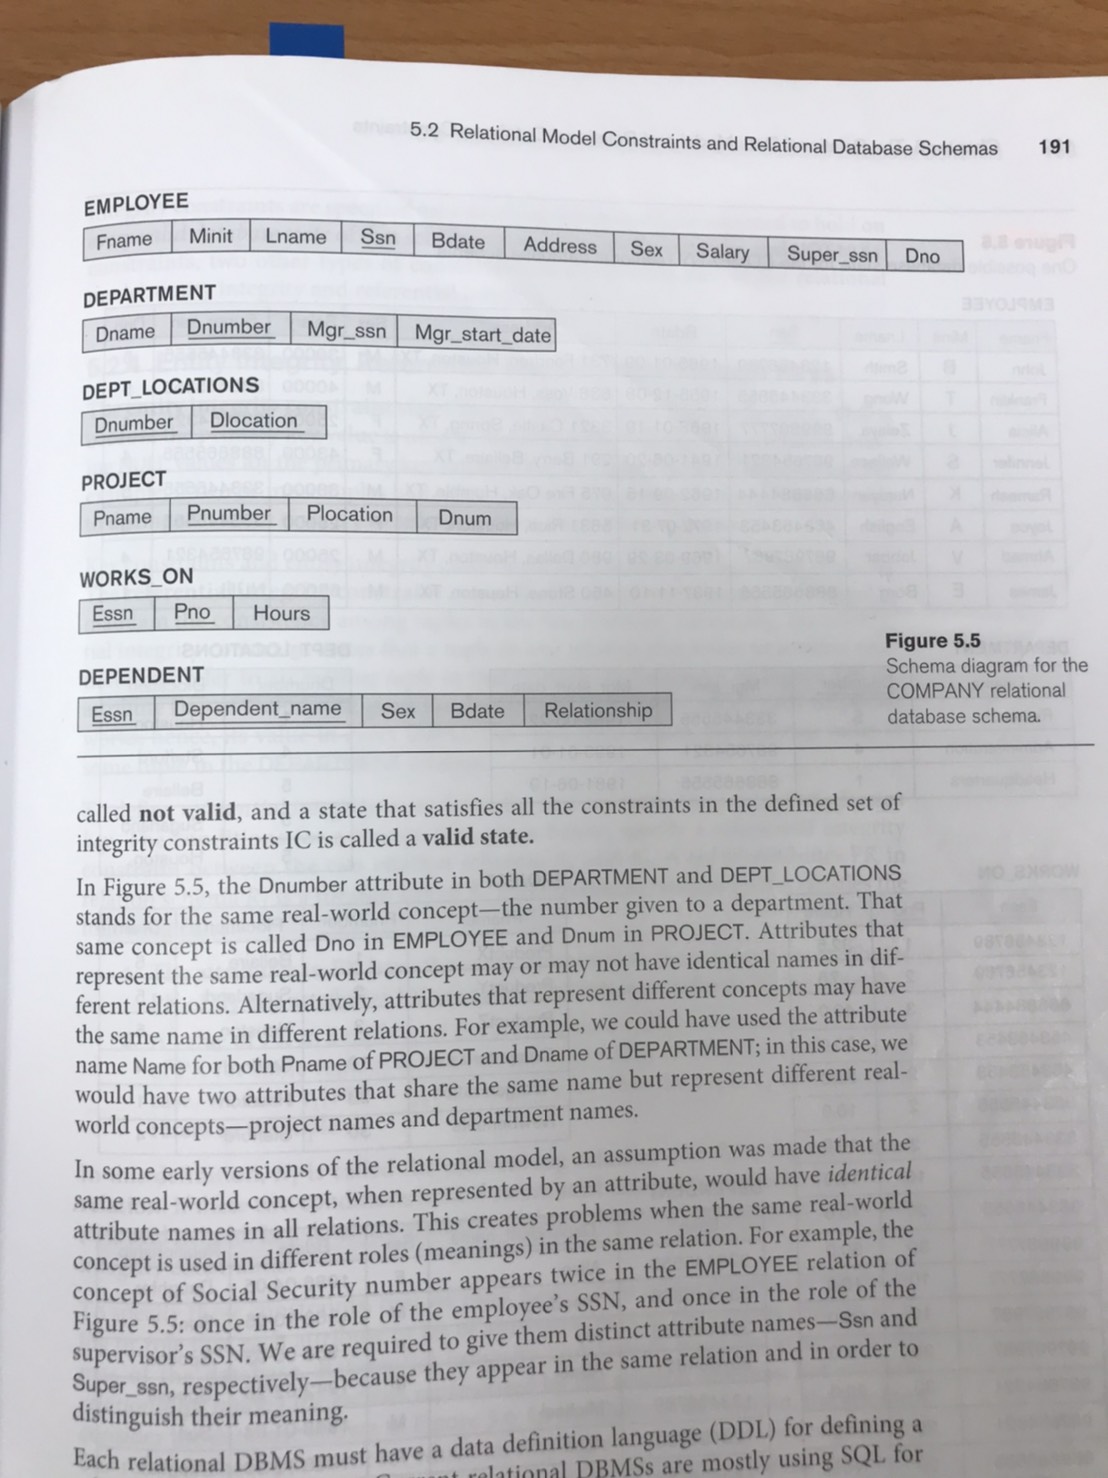 5.2 Relational Model Constraints and Relational Database Schemas 191
EMPLOYEE
Fname Minit Lname Ssn Bdate Address Sex Salary Super_ssn Dno
DEPARTMENT
Dname Dnumber Mgr_ssn Mgr_start_date
DEPT_LOCATIONS
Dnumber Dlocation
PROJECT
Pname Pnumber Plocation Dnum
WORKS_ON
Essn Pno Hours
DEPENDENT
Essn Dependent_name Sex Bdate Relationship
Figure 5.5
Schema diagram for the
COMPANY relational
database schema.
called not valid, and a state that satisfies all the constraints in the defined set of
integrity constraints IC is called a valid state.
In Figure 5.5, the Dnumber attribute in both DEPARTMENT and DEPT_LOCATIONS
stands for the same real-world concept—the number given to a department. That
same concept is called Dno in EMPLOYEE and Dnum in PROJECT. Attributes that
represent the same real-world concept may or may not have identical names in dif-
ferent relations. Alternatively, attributes that represent different concepts may have
the same name in different relations. For example, we could have used the attribute
name Name for both Pname of PROJECT and Dname of DEPARTMENT; in this case, we
would have two attributes that share the same name but represent different real-
world concepts—project names and department names.
In some early versions of the relational model, an assumption was made that the
same real-world concept, when represented by an attribute, would have identical
attribute names in all relations. This creates problems when the same real-world
concept is used in different roles (meanings) in the same relation. For example, the
concept of Social Security number appears twice in the EMPLOYEE relation of
Figure 5.5: once in the role of the employee's SSN, and once in the role of the
supervisor's SSN. We are required to give them distinct attribute names—Ssn and
Super_ssn, respectively—because they appear in the same relation and in order to
distinguish their meaning.
Each relational DBMS must have a data definition language (DDL) for defining a
relational DBMSs are mostly using SQL for